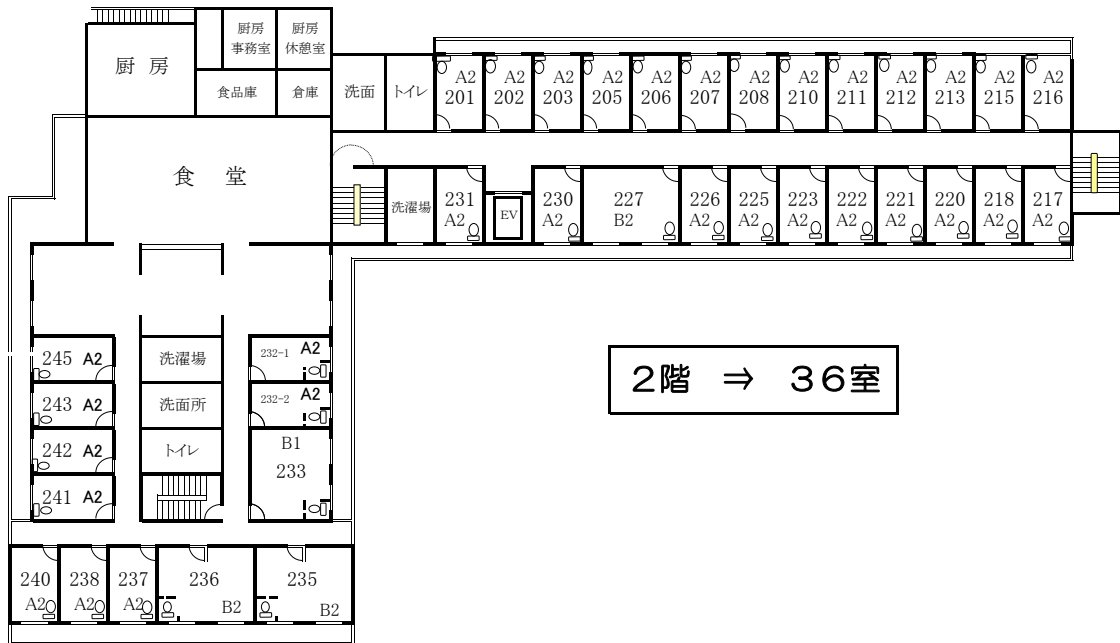 厨房
事務室
厨房
休憩室
厨 房
食品庫
倉庫
洗面
トイレ
A2
201
A2
202
A2
203
A2
205
A2
206
A2
207
A2
208
A2
210
A2
211
A2
212
A2
213
A2
215
A2
216
食 堂
洗濯場
231
A2
EV
230
A2
227
B2
226
A2
225
A2
223
A2
222
A2
221
A2
220
A2
218
A2
217
A2
245 A2
洗濯場
232-1 A2
243 A2
洗面所
232-2 A2
242 A2
トイレ
B1
233
241 A2
240
A2
238
A2
237
A2
236
B2
235
B2
2階 ⇒ 36室